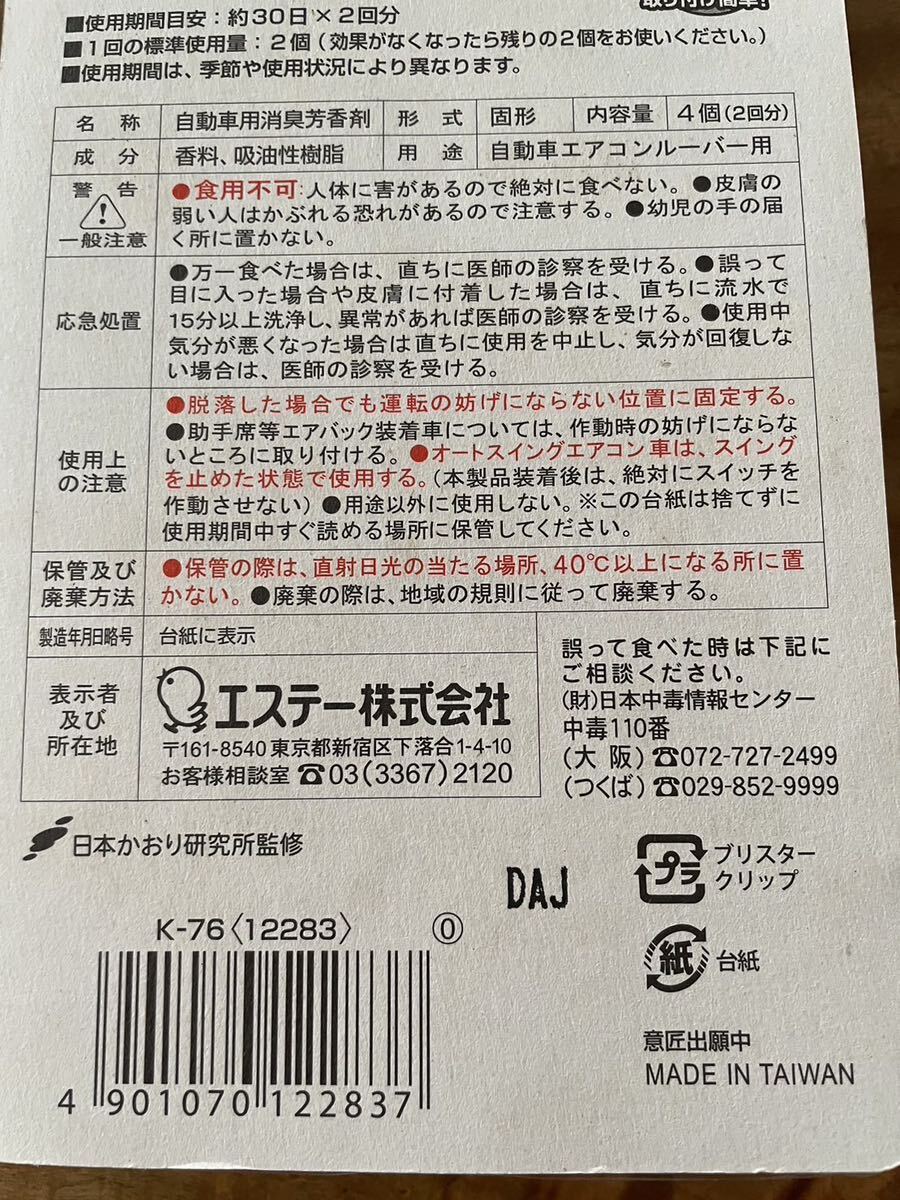 取り付け簡単!
■使用期間目安：約30日×2回分
■1回の標準使用量：2個（効果がなくなったら残りの2個をお使いください。）
■使用期間は、季節や使用状況により異なります。
名称 自動車用消臭芳香剤 形式 固形 内容量 4個(2回分)
成分 香料、吸油性樹脂 用途 自動車エアコンルーバー用
警告 一般注意
●食用不可:人体に害があるので絶対に食べない。●皮膚の
弱い人はかぶれる恐れがあるので注意する。●幼児の手の届
く所に置かない。
応急処置
●万一食べた場合は、直ちに医師の診察を受ける。●誤って
目に入った場合や皮膚に付着した場合は、直ちに流水で
15分以上洗浄し、異常があれば医師の診察を受ける。●使用中
気分が悪くなった場合は直ちに使用を中止し、気分が回復しな
い場合は、医師の診察を受ける。
使用上
の注意
●脱落した場合でも運転の妨げにならない位置に固定する。
●助手席等エアバック装着車については、作動時の妨げにならな
いところに取り付ける。●オートスイングエアコン車は、スイング
を止めた状態で使用する。(本製品装着後は、絶対にスイッチを
作動させない)●用途以外に使用しない。※この台紙は捨てずに
使用期間中すぐ読める場所に保管してください。
保管及び
廃棄方法
●保管の際は、直射日光の当たる場所、40℃以上になる所に置
かない。●廃棄の際は、地域の規則に従って廃棄する。
製造年月日略号 台紙に表示
表示者
及び
所在地
エステー株式会社
〒161-8540 東京都新宿区下落合1-4-10
お客様相談室 ☎03(3367)2120
誤って食べた時は下記に
ご相談ください。
(財)日本中毒情報センター
中毒110番
(大 阪)☎072-727-2499
(つくば)☎029-852-9999
日本かおり研究所監修
DAJ
プラ
ブリスター
クリップ
紙
台紙
K-76〈12283〉 ⓪
4 901070 122837
意匠出願中
MADE IN TAIWAN